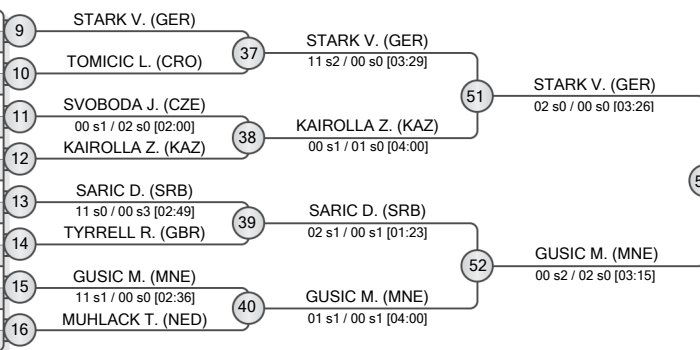 9
STARK V. (GER)
10
TOMICIC L. (CRO)
37
STARK V. (GER)
11 s2 / 00 s0 [03:29]
11
SVOBODA J. (CZE)
00 s1 / 02 s0 [02:00]
12
KAIROLLA Z. (KAZ)
38
KAIROLLA Z. (KAZ)
00 s1 / 01 s0 [04:00]
51
STARK V. (GER)
02 s0 / 00 s0 [03:26]
13
SARIC D. (SRB)
11 s0 / 00 s3 [02:49]
14
TYRRELL R. (GBR)
39
SARIC D. (SRB)
02 s1 / 00 s1 [01:23]
15
GUSIC M. (MNE)
11 s1 / 00 s0 [02:36]
16
MUHLACK T. (NED)
40
GUSIC M. (MNE)
01 s1 / 00 s1 [04:00]
52
GUSIC M. (MNE)
00 s2 / 02 s0 [03:15]